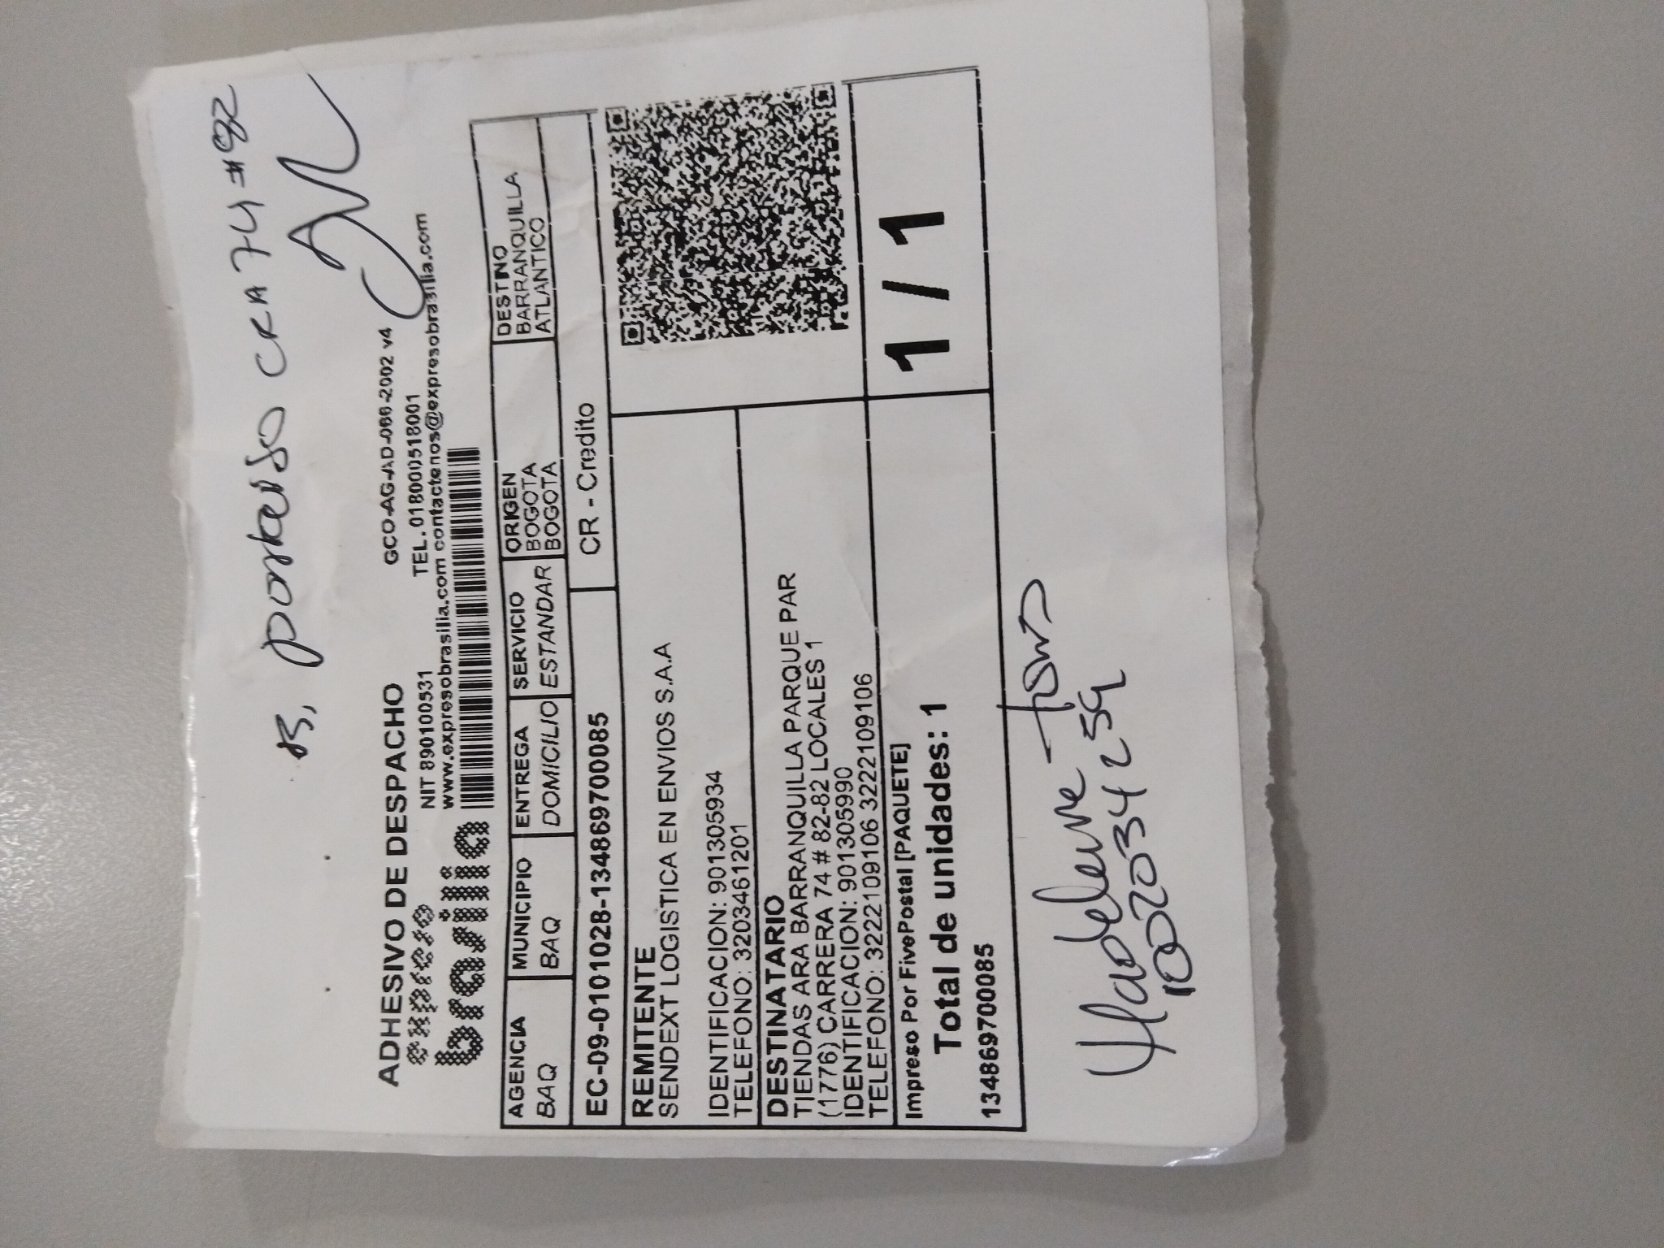 B, portalso CRA 74 # 82
ADHESIVO DE DESPACHO
GCO-AG-AD-066-2002 v4
expreso
brasilia
NIT 890100531
TEL. 018000518001
www.expresobrasilia.com contactenos@expresobrasilia.com
AGENCIA MUNICIPIO ENTREGA SERVICIO ORIGEN DESTINO
BAQ BAQ DOMICILIO ESTANDAR BOGOTA BARRANQUILLA
BOGOTA ATLANTICO
EC-09-0101028-134869700085 CR - Credito
REMITENTE
SENDEXT LOGISTICA EN ENVIOS S.A.A
IDENTIFICACION: 901305934
TELEFONO: 3203461201
DESTINATARIO
TIENDAS ARA BARRANQUILLA PARQUE PAR
(1776) CARRERA 74 # 82-82 LOCALES 1
IDENTIFICACION: 901305990
TELEFONO: 3222109106 3222109106
Impreso Por FivePostal [PAQUETE]
Total de unidades: 1
1 / 1
134869700085
1002034259